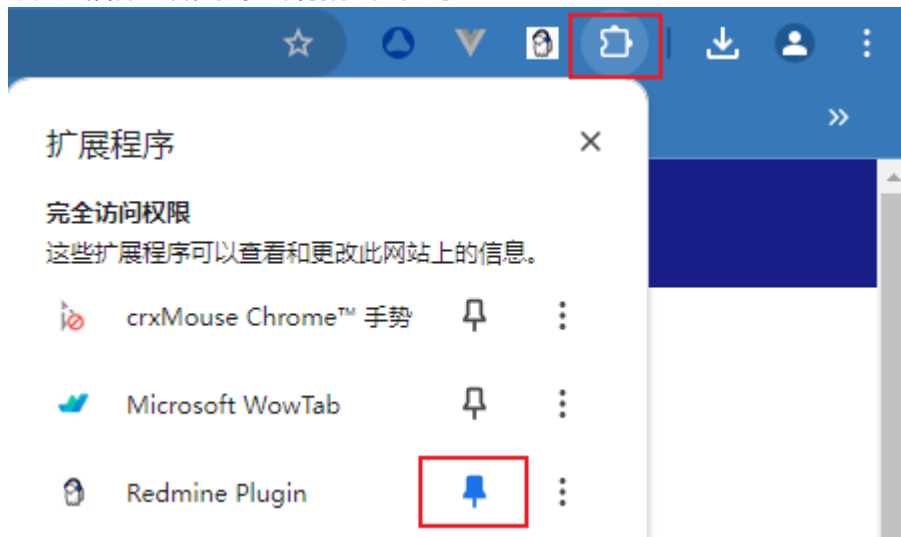 扩展程序
完全访问权限
这些扩展程序可以查看和更改此网站上的信息。
crxMouse Chrome™ 手势
Microsoft WowTab
Redmine Plugin